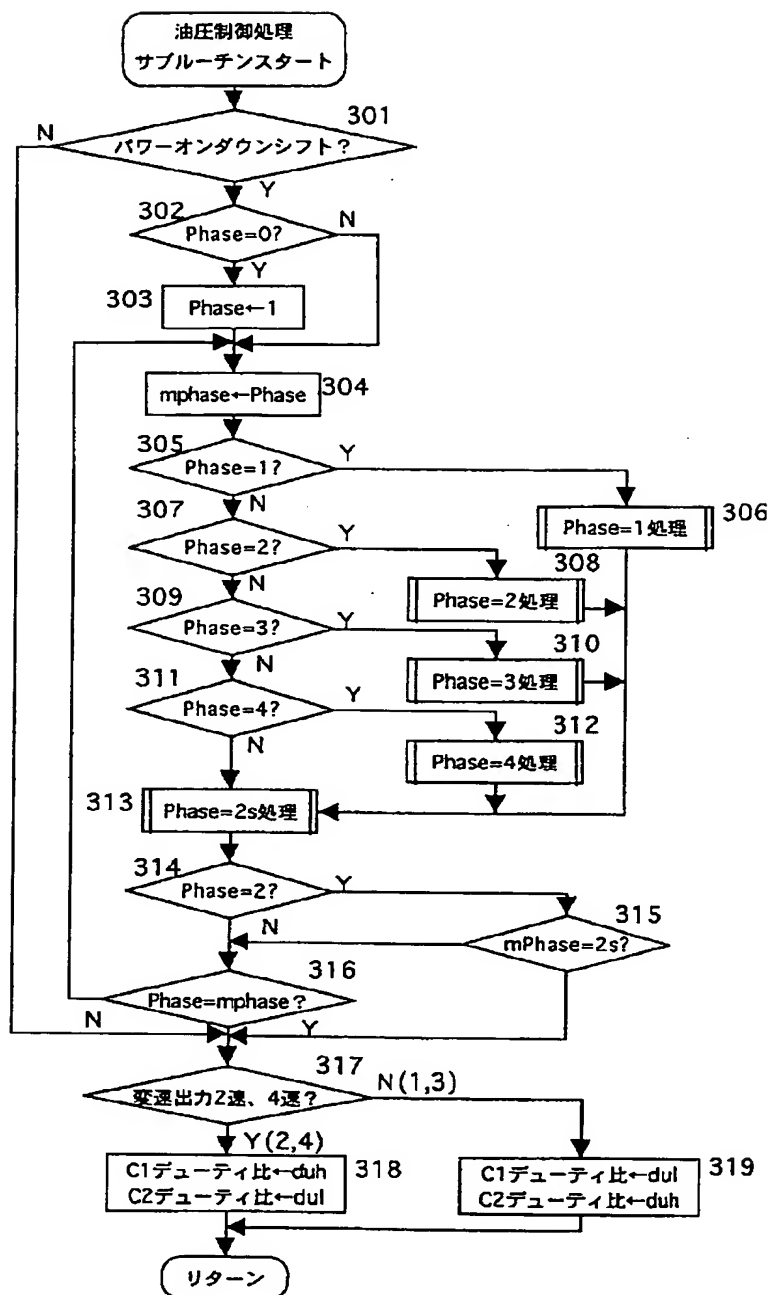 油圧制御処理
サブルーチンスタート
301
N
パワーオンダウンシフト？
Y
302
N
Phase=0?
Y
303
Phase←1
mphase←Phase
304
305
Y
Phase=1?
N
307
Y
Phase=1処理
306
Phase=2?
308
N
Phase=2処理
309
Y
Phase=3?
310
N
Phase=3処理
311
Y
Phase=4?
312
N
Phase=4処理
313
Phase=2s処理
314
Y
Phase=2?
315
N
mPhase=2s?
316
Phase=mphase？
N
Y
317
N(1,3)
変速出力2速、4速？
Y(2,4)
C1デューティ比←duh
C2デューティ比←dul
318
C1デューティ比←dul
C2デューティ比←duh
319
リターン